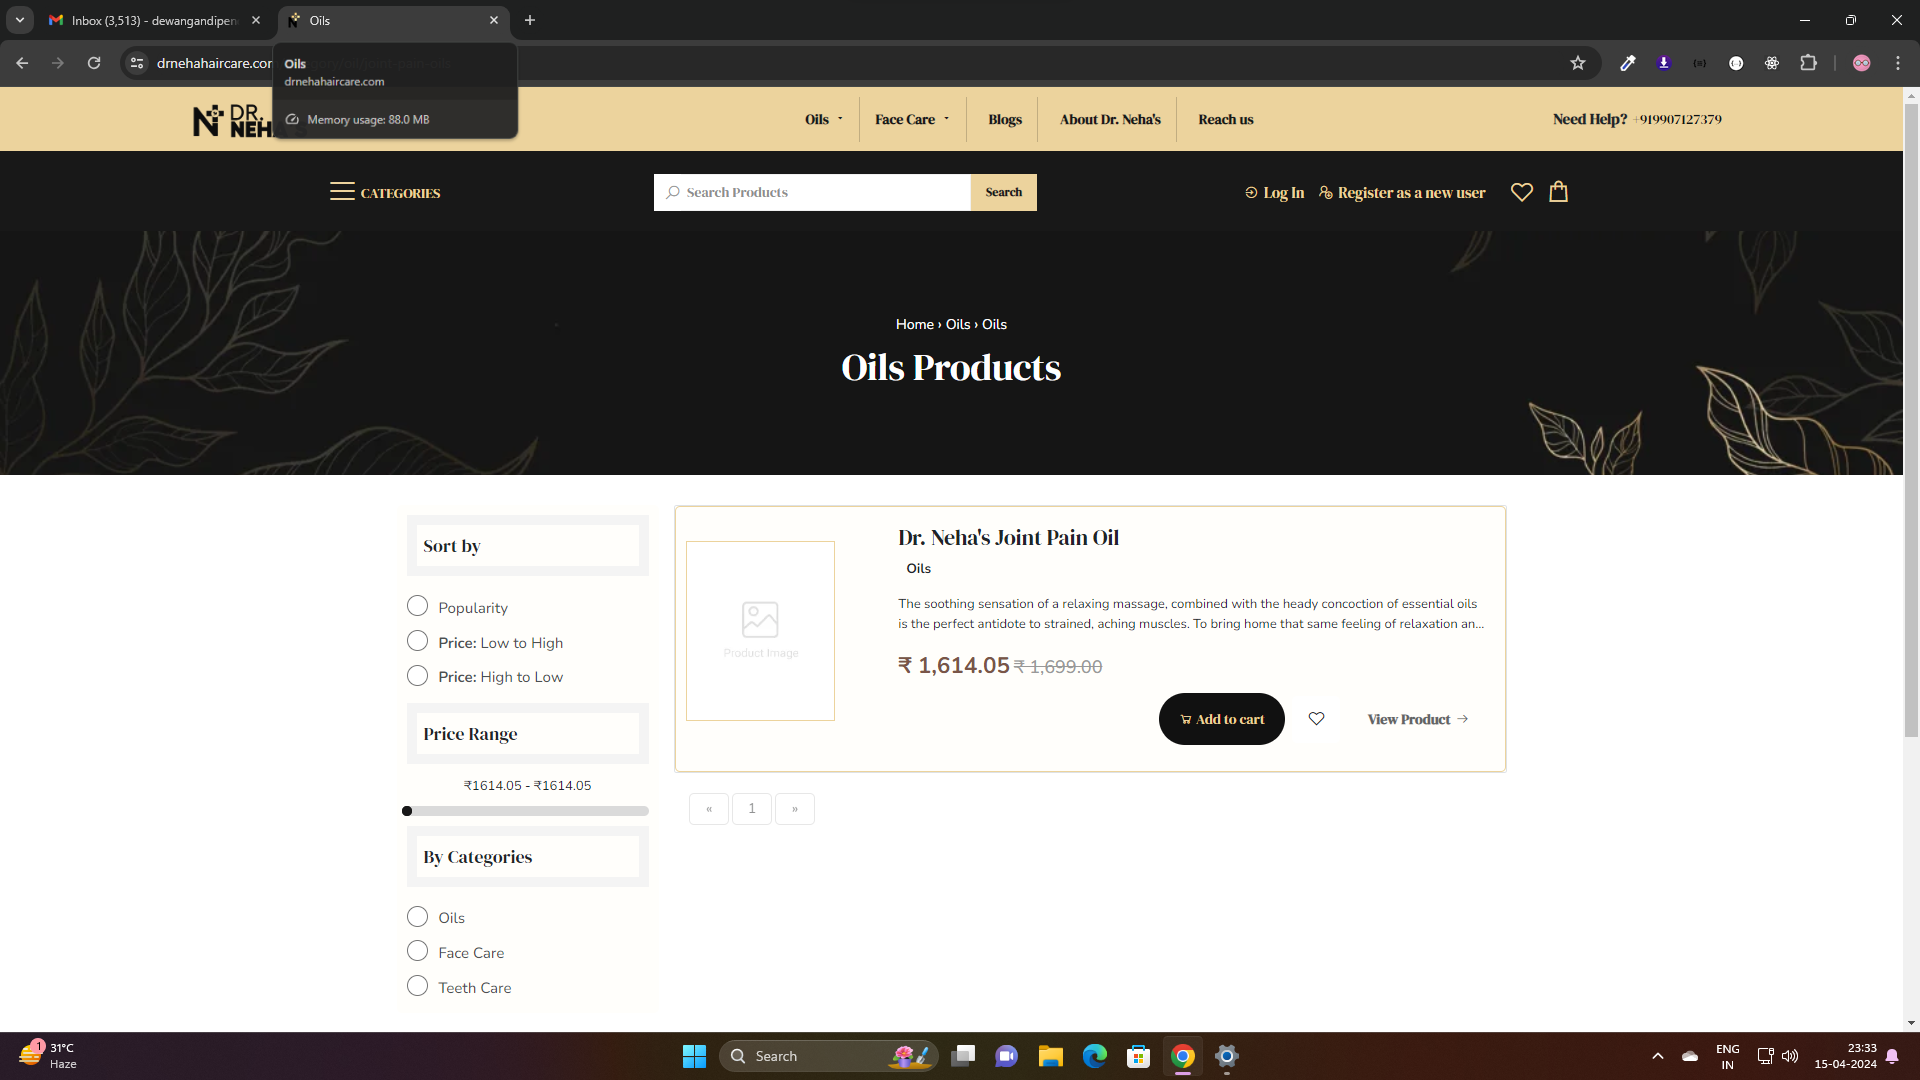 Inbox (3,513) - dewangandipen
Oils
drnehahaircare.com
Oils
drnehahaircare.com
Memory usage: 88.0 MB
DR.
NEHA'S
Oils
Face Care
Blogs
About Dr. Neha's
Reach us
Need Help? +919907127379
CATEGORIES
Search Products
Search
Log In
Register as a new user
Home › Oils › Oils
Oils Products
Sort by
Popularity
Price: Low to High
Price: High to Low
Price Range
₹1614.05 - ₹1614.05
By Categories
Oils
Face Care
Teeth Care
Product Image
Dr. Neha's Joint Pain Oil
Oils
The soothing sensation of a relaxing massage, combined with the heady concoction of essential oils
is the perfect antidote to strained, aching muscles. To bring home that same feeling of relaxation an...
₹ 1,614.05 ₹ 1,699.00
Add to cart
View Product →
« 1 »
1
31°C
Haze
Search
ENG
IN
23:33
15-04-2024